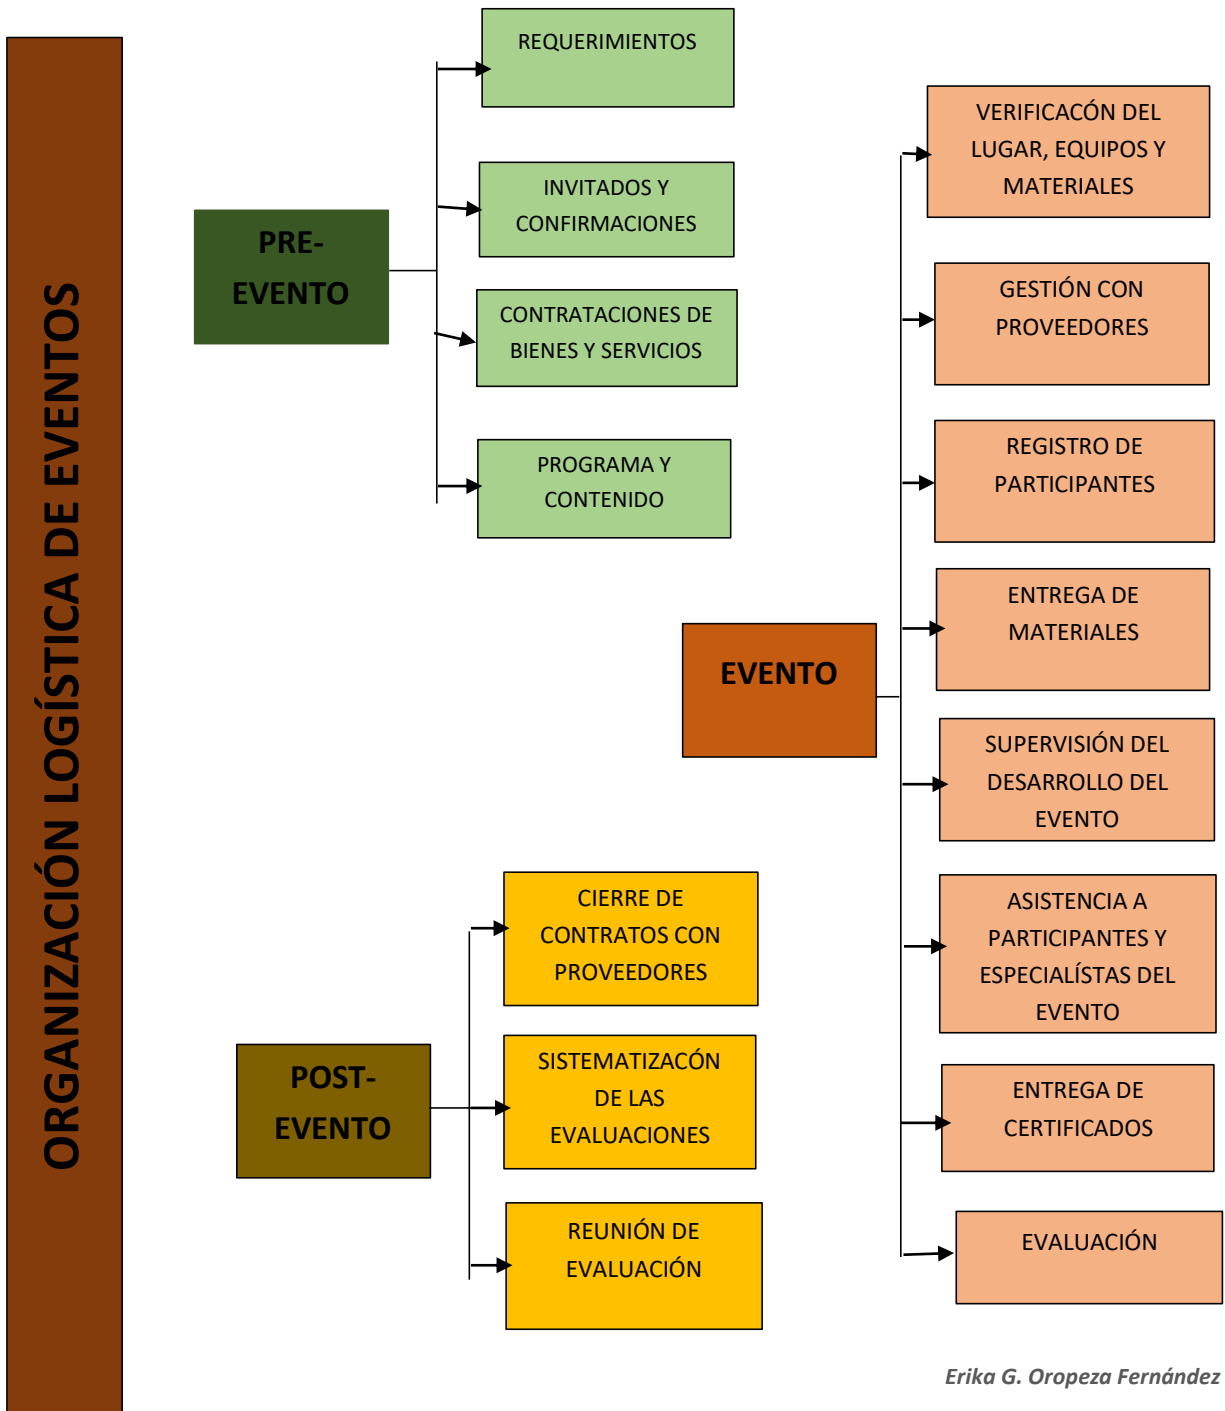 ORGANIZACIÓN LOGÍSTICA DE EVENTOS
PRE-
EVENTO
REQUERIMIENTOS
INVITADOS Y
CONFIRMACIONES
CONTRATACIONES DE
BIENES Y SERVICIOS
PROGRAMA Y
CONTENIDO
EVENTO
VERIFICACÓN DEL
LUGAR, EQUIPOS Y
MATERIALES
GESTIÓN CON
PROVEEDORES
REGISTRO DE
PARTICIPANTES
ENTREGA DE
MATERIALES
SUPERVISIÓN DEL
DESARROLLO DEL
EVENTO
ASISTENCIA A
PARTICIPANTES Y
ESPECIALÍSTAS DEL
EVENTO
ENTREGA DE
CERTIFICADOS
EVALUACIÓN
POST-
EVENTO
CIERRE DE
CONTRATOS CON
PROVEEDORES
SISTEMATIZACÓN
DE LAS
EVALUACIONES
REUNIÓN DE
EVALUACIÓN
Erika G. Oropeza Fernández